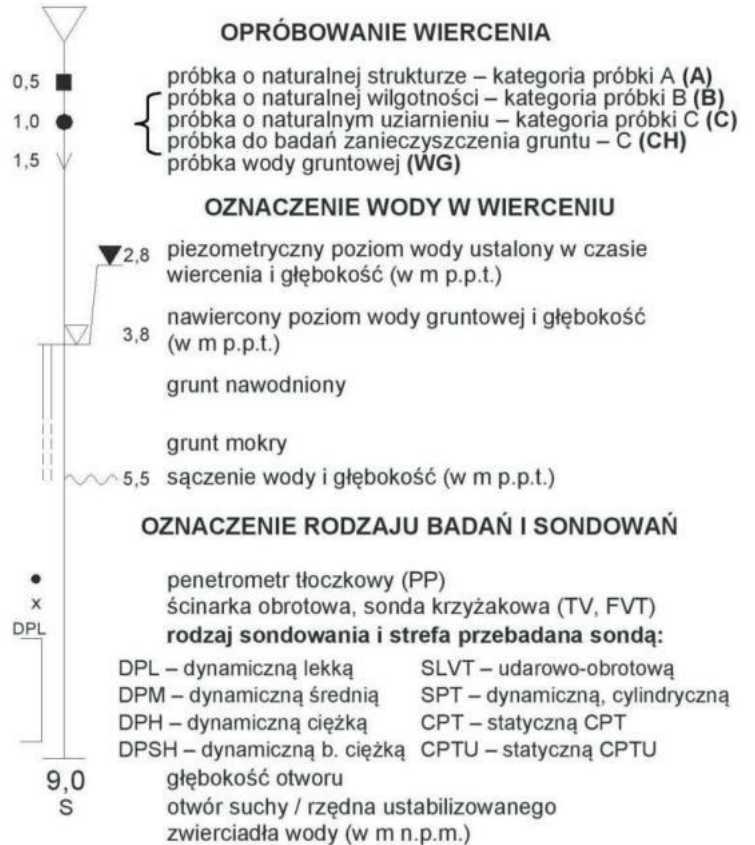 OPRÓBOWANIE WIERCENIA
0,5 próbka o naturalnej strukturze – kategoria próbki A (A)
próbka o naturalnej wilgotności – kategoria próbki B (B)
1,0 próbka o naturalnym uziarnieniu – kategoria próbki C (C)
próbka do badań zanieczyszczenia gruntu – C (CH)
1,5 próbka wody gruntowej (WG)
OZNACZENIE WODY W WIERCENIU
2,8 piezometryczny poziom wody ustalony w czasie
wiercenia i głębokość (w m p.p.t.)
nawiercony poziom wody gruntowej i głębokość
3,8 (w m p.p.t.)
grunt nawodniony
grunt mokry
5,5 sączenie wody i głębokość (w m p.p.t.)
OZNACZENIE RODZAJU BADAŃ I SONDOWAŃ
penetrometr tłoczkowy (PP)
x ścinarka obrotowa, sonda krzyżakowa (TV, FVT)
DPL rodzaj sondowania i strefa przebadana sondą:
DPL – dynamiczną lekką SLVT – udarowo-obrotową
DPM – dynamiczną średnią SPT – dynamiczną, cylindryczną
DPH – dynamiczną ciężką CPT – statyczną CPT
DPSH – dynamiczną b. ciężką CPTU – statyczną CPTU
9,0 głębokość otworu
S otwór suchy / rzędna ustabilizowanego
zwierciadła wody (w m n.p.m.)